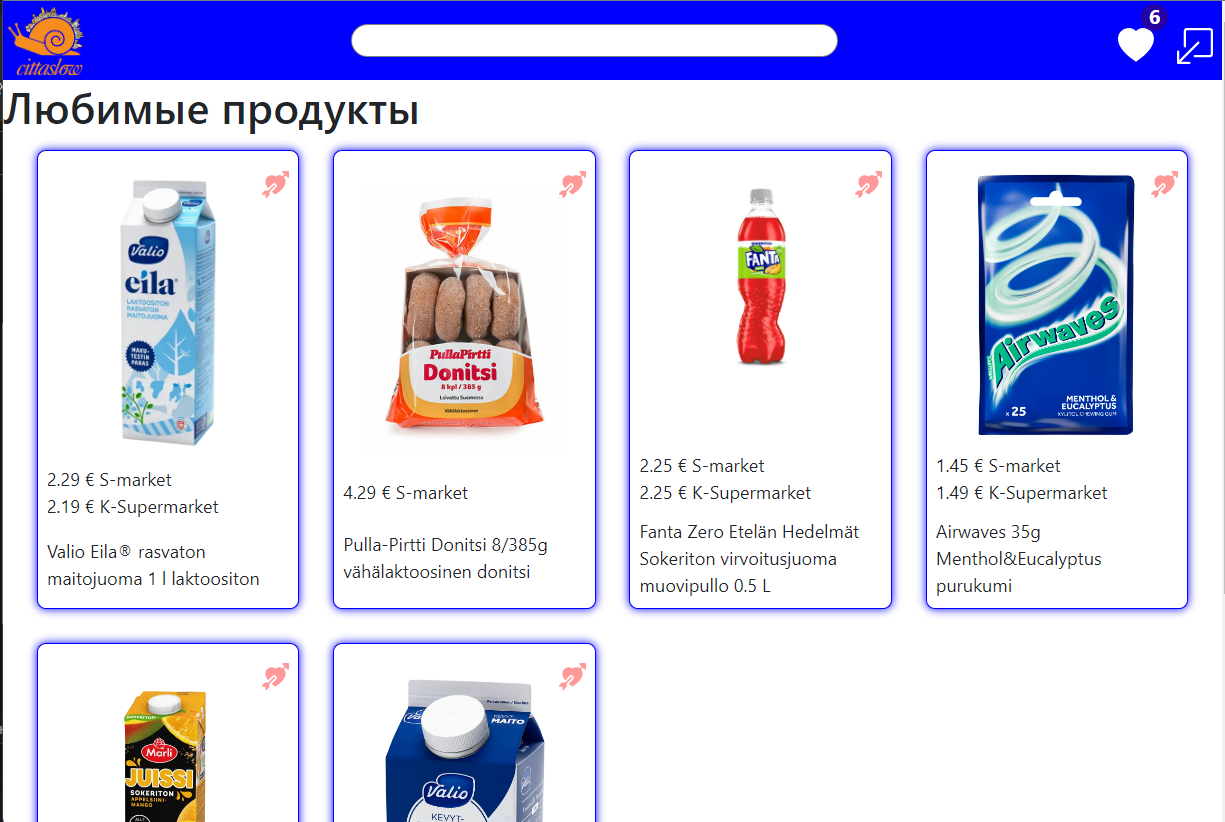 6
cittaslow
Любимые продукты
Valio
eila
LAKTOOSITON
RASVATON
MAITOJUOMA
MAKU-
TESTIN
PARAS
2.29 € S-market
2.19 € K-Supermarket
Valio Eila® rasvaton
maitojuoma 1 l laktoositon
PullaPirtti
Donitsi
8 kpl / 385 g
Leivottu Suomessa
Vähälaktoosinen
4.29 € S-market
Pulla-Pirtti Donitsi 8/385g
vähälaktoosinen donitsi
FANTA
2.25 € S-market
2.25 € K-Supermarket
Fanta Zero Etelän Hedelmät
Sokeriton virvoitusjuoma
muovipullo 0.5 L
Airwaves
x 25
MENTHOL &
EUCALYPTUS
XYLITOL CHEWING GUM
1.45 € S-market
1.49 € K-Supermarket
Airwaves 35g
Menthol&Eucalyptus
purukumi
Marli
JUISSI
SOKERITON
APPELSIINI-
MANGO
KEVYT
MAITO
Valio
KEVYT-